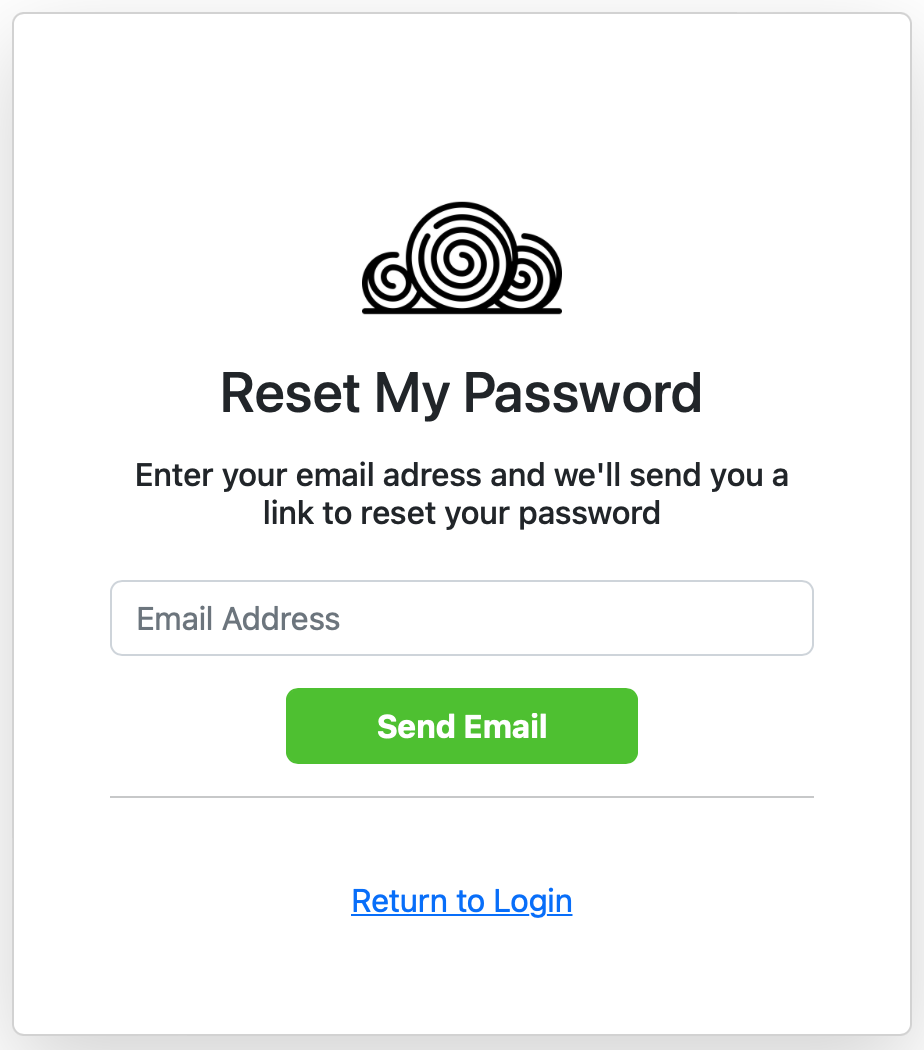 Reset My Password
Enter your email adress and we'll send you a
link to reset your password
Email Address
Send Email
Return to Login